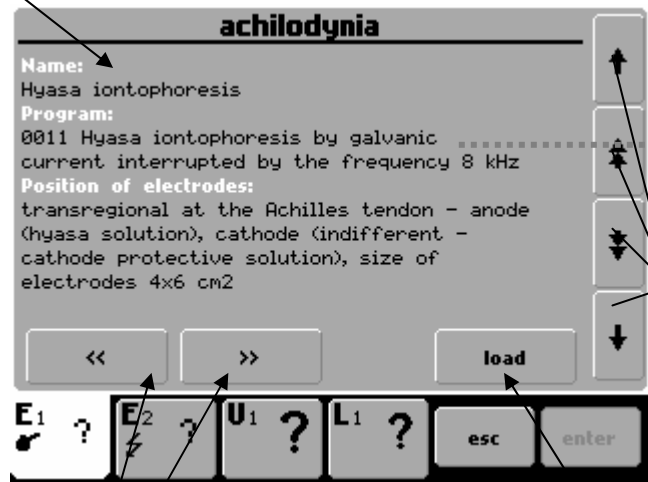 achilodynia
Name:
Hyasa iontophoresis
Program:
0011 Hyasa iontophoresis by galvanic
current interrupted by the frequency 8 kHz
Position of electrodes:
transregional at the Achilles tendon - anode
(hyasa solution), cathode (indifferent -
cathode protective solution), size of
electrodes 4x6 cm2
<< >> load
E1 ? E2 ? U1 ? L1 ? esc enter